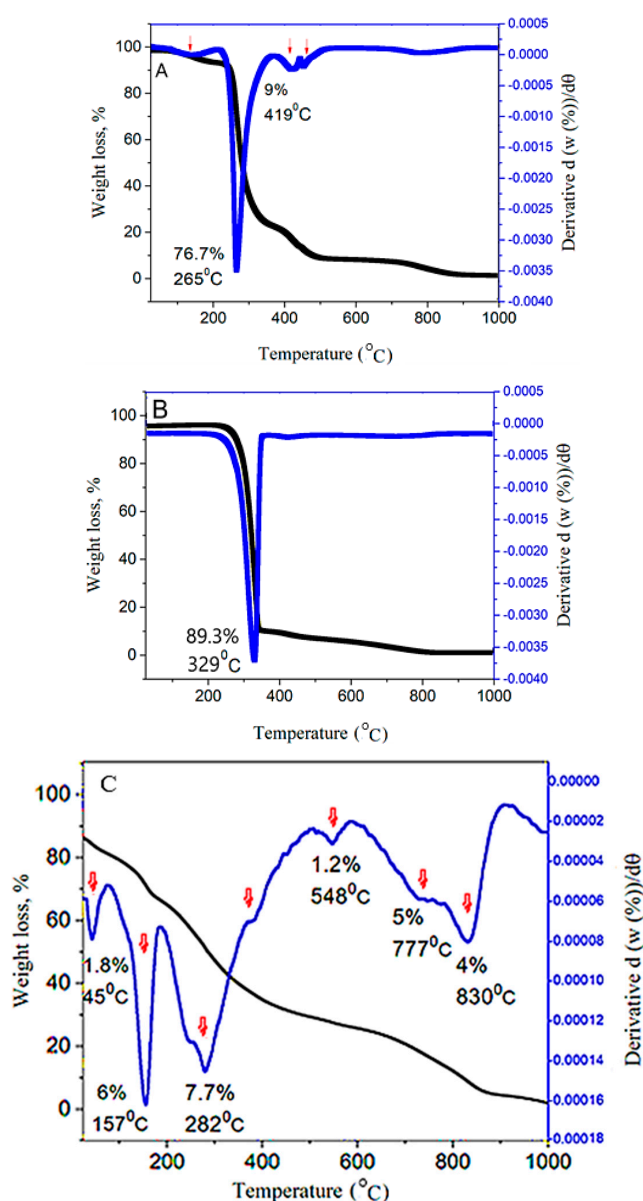 A
Weight loss, %
100
80
60
40
20
0
9%
419⁰C
76.7%
265⁰C
0.0005
0.0000
-0.0005
-0.0010
-0.0015
-0.0020
-0.0025
-0.0030
-0.0035
-0.0040
Derivative d (w (%))/dθ
200 400 600 800 1000
Temperature (°C)
B
Weight loss, %
100
80
60
40
20
0
89.3%
329⁰C
0.0005
0.0000
-0.0005
-0.0010
-0.0015
-0.0020
-0.0025
-0.0030
-0.0035
-0.0040
Derivative d (w (%))/dθ
200 400 600 800 1000
Temperature (°C)
C
Weight loss, %
100
80
60
40
20
0
1.8%
45⁰C
6%
157⁰C
7.7%
282⁰C
1.2%
548⁰C
5%
777⁰C
4%
830⁰C
0.00000
-0.00002
-0.00004
-0.00006
-0.00008
-0.00010
-0.00012
-0.00014
-0.00016
-0.00018
Derivative d (w (%))/dθ
200 400 600 800 1000
Temperature (°C)